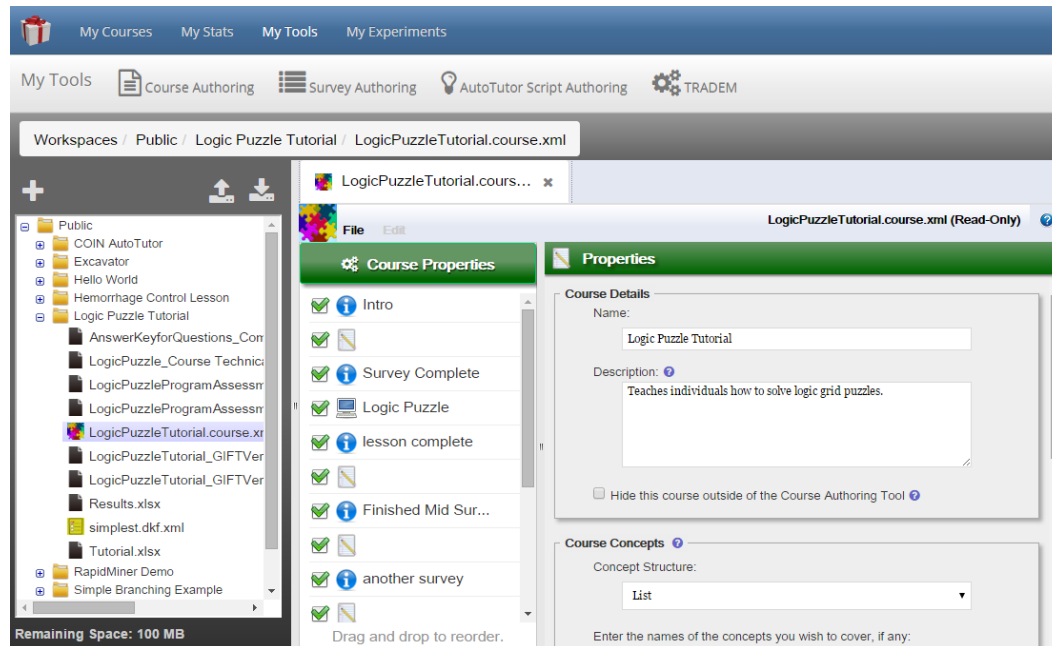 My Courses My Stats My Tools My Experiments
My Tools Course Authoring Survey Authoring AutoTutor Script Authoring TRADEM
Workspaces / Public / Logic Puzzle Tutorial / LogicPuzzleTutorial.course.xml
Public
COIN AutoTutor
Excavator
Hello World
Hemorrhage Control Lesson
Logic Puzzle Tutorial
AnswerKeyforQuestions_Com
LogicPuzzle_Course Technica
LogicPuzzleProgramAssessm
LogicPuzzleProgramAssessm
LogicPuzzleTutorial.course.xr
LogicPuzzleTutorial_GIFTVer
LogicPuzzleTutorial_GIFTVer
Results.xlsx
simplest.dkf.xml
Tutorial.xlsx
RapidMiner Demo
Simple Branching Example
Remaining Space: 100 MB
LogicPuzzleTutorial.cours...
File Edit
LogicPuzzleTutorial.course.xml (Read-Only)
Course Properties
Intro
Survey Complete
Logic Puzzle
lesson complete
Finished Mid Sur...
another survey
Drag and drop to reorder.
Properties
Course Details
Name:
Logic Puzzle Tutorial
Description:
Teaches individuals how to solve logic grid puzzles.
Hide this course outside of the Course Authoring Tool
Course Concepts
Concept Structure:
List
Enter the names of the concepts you wish to cover, if any: